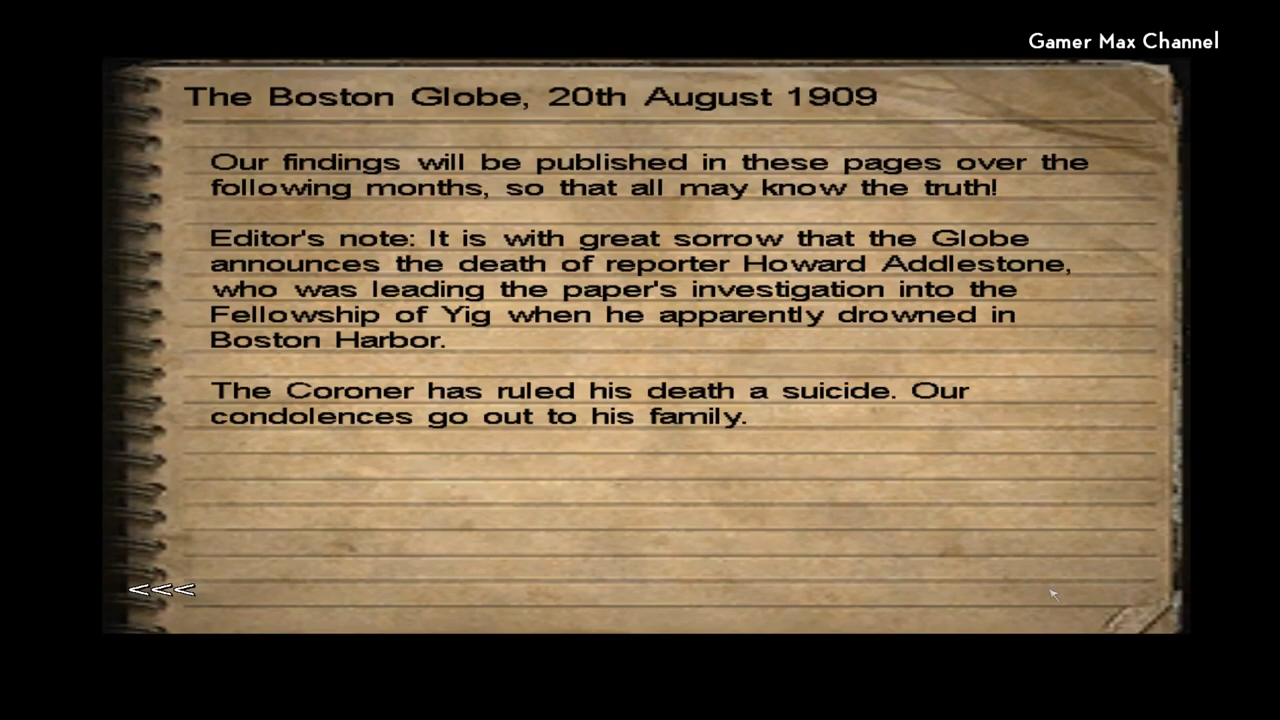 Gamer Max Channel
The Boston Globe, 20th August 1909
Our findings will be published in these pages over the
following months, so that all may know the truth!
Editor's note: It is with great sorrow that the Globe
announces the death of reporter Howard Addlestone,
who was leading the paper's investigation into the
Fellowship of Yig when he apparently drowned in
Boston Harbor.
The Coroner has ruled his death a suicide. Our
condolences go out to his family.
<<<